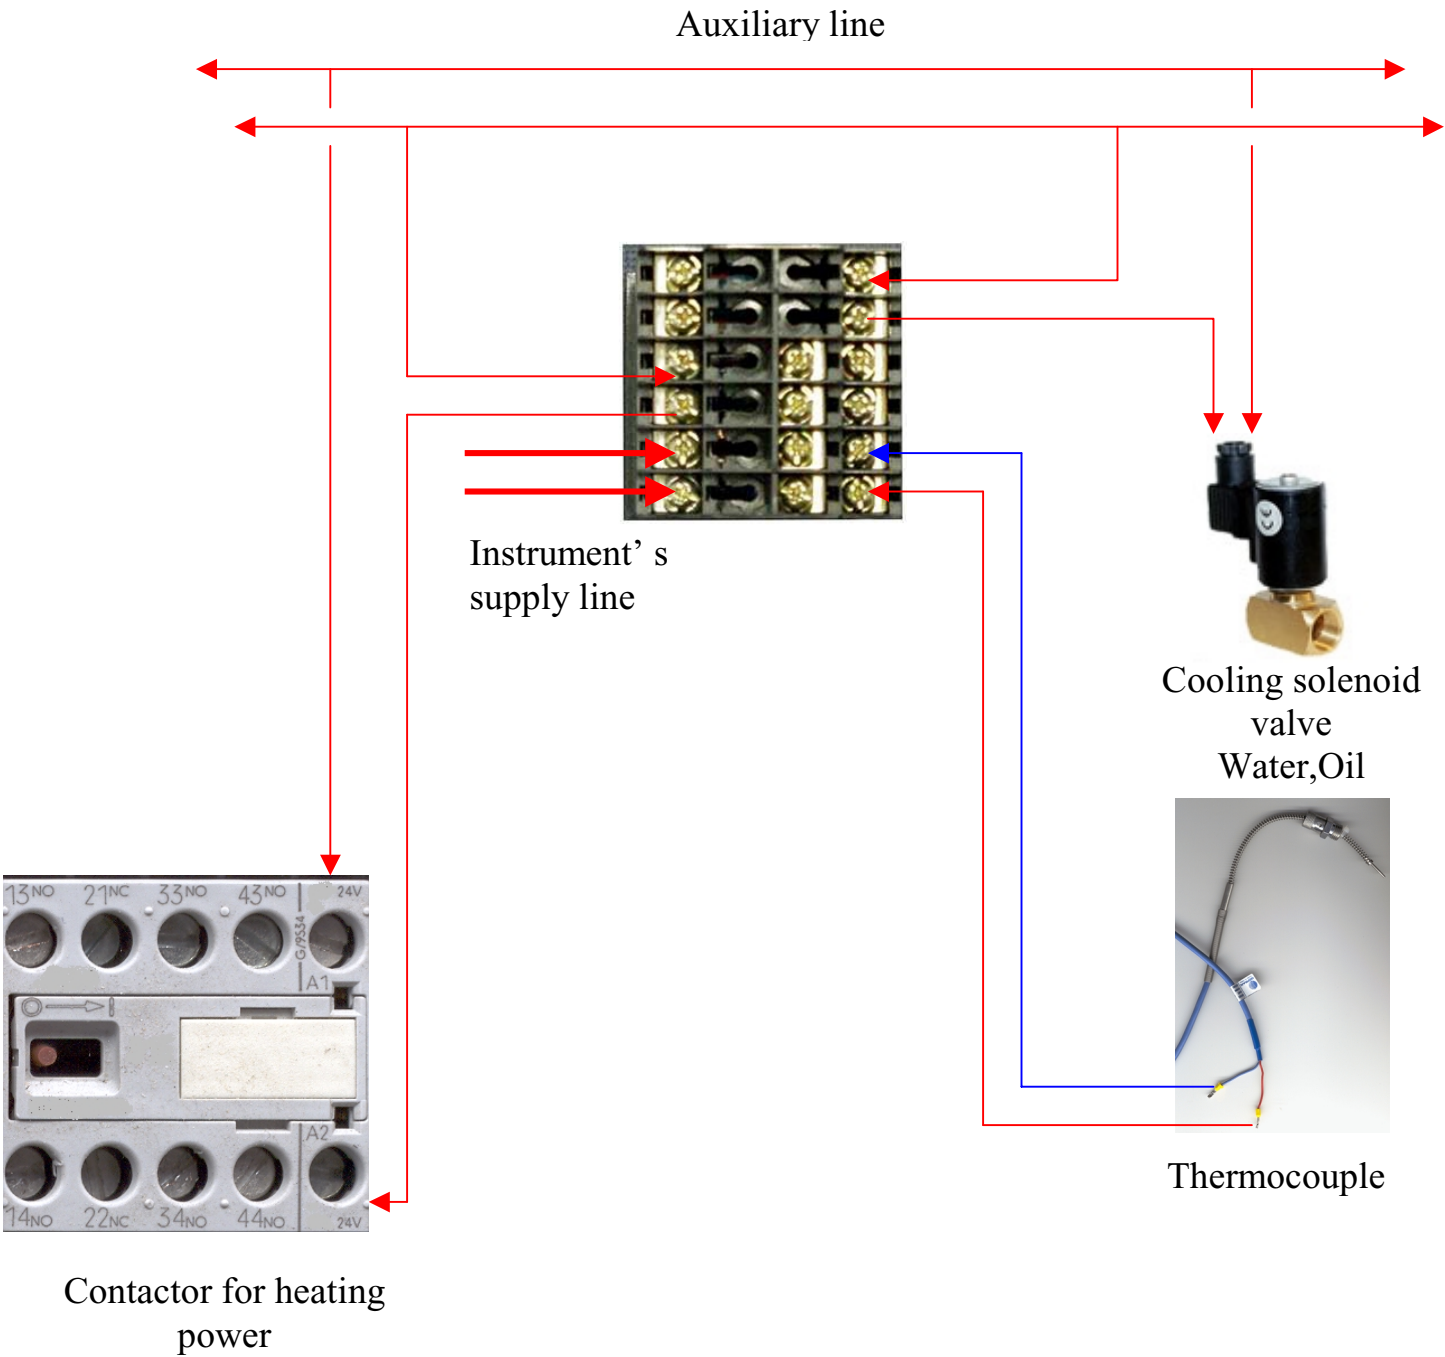 Auxiliary line
Instrument’ s
supply line
Cooling solenoid
valve
Water,Oil
13NO 21NC 33NO 43NO 24V
G/9S34
A1
A2
14NO 22NC 34NO 44NO 24V
Thermocouple
Contactor for heating
power